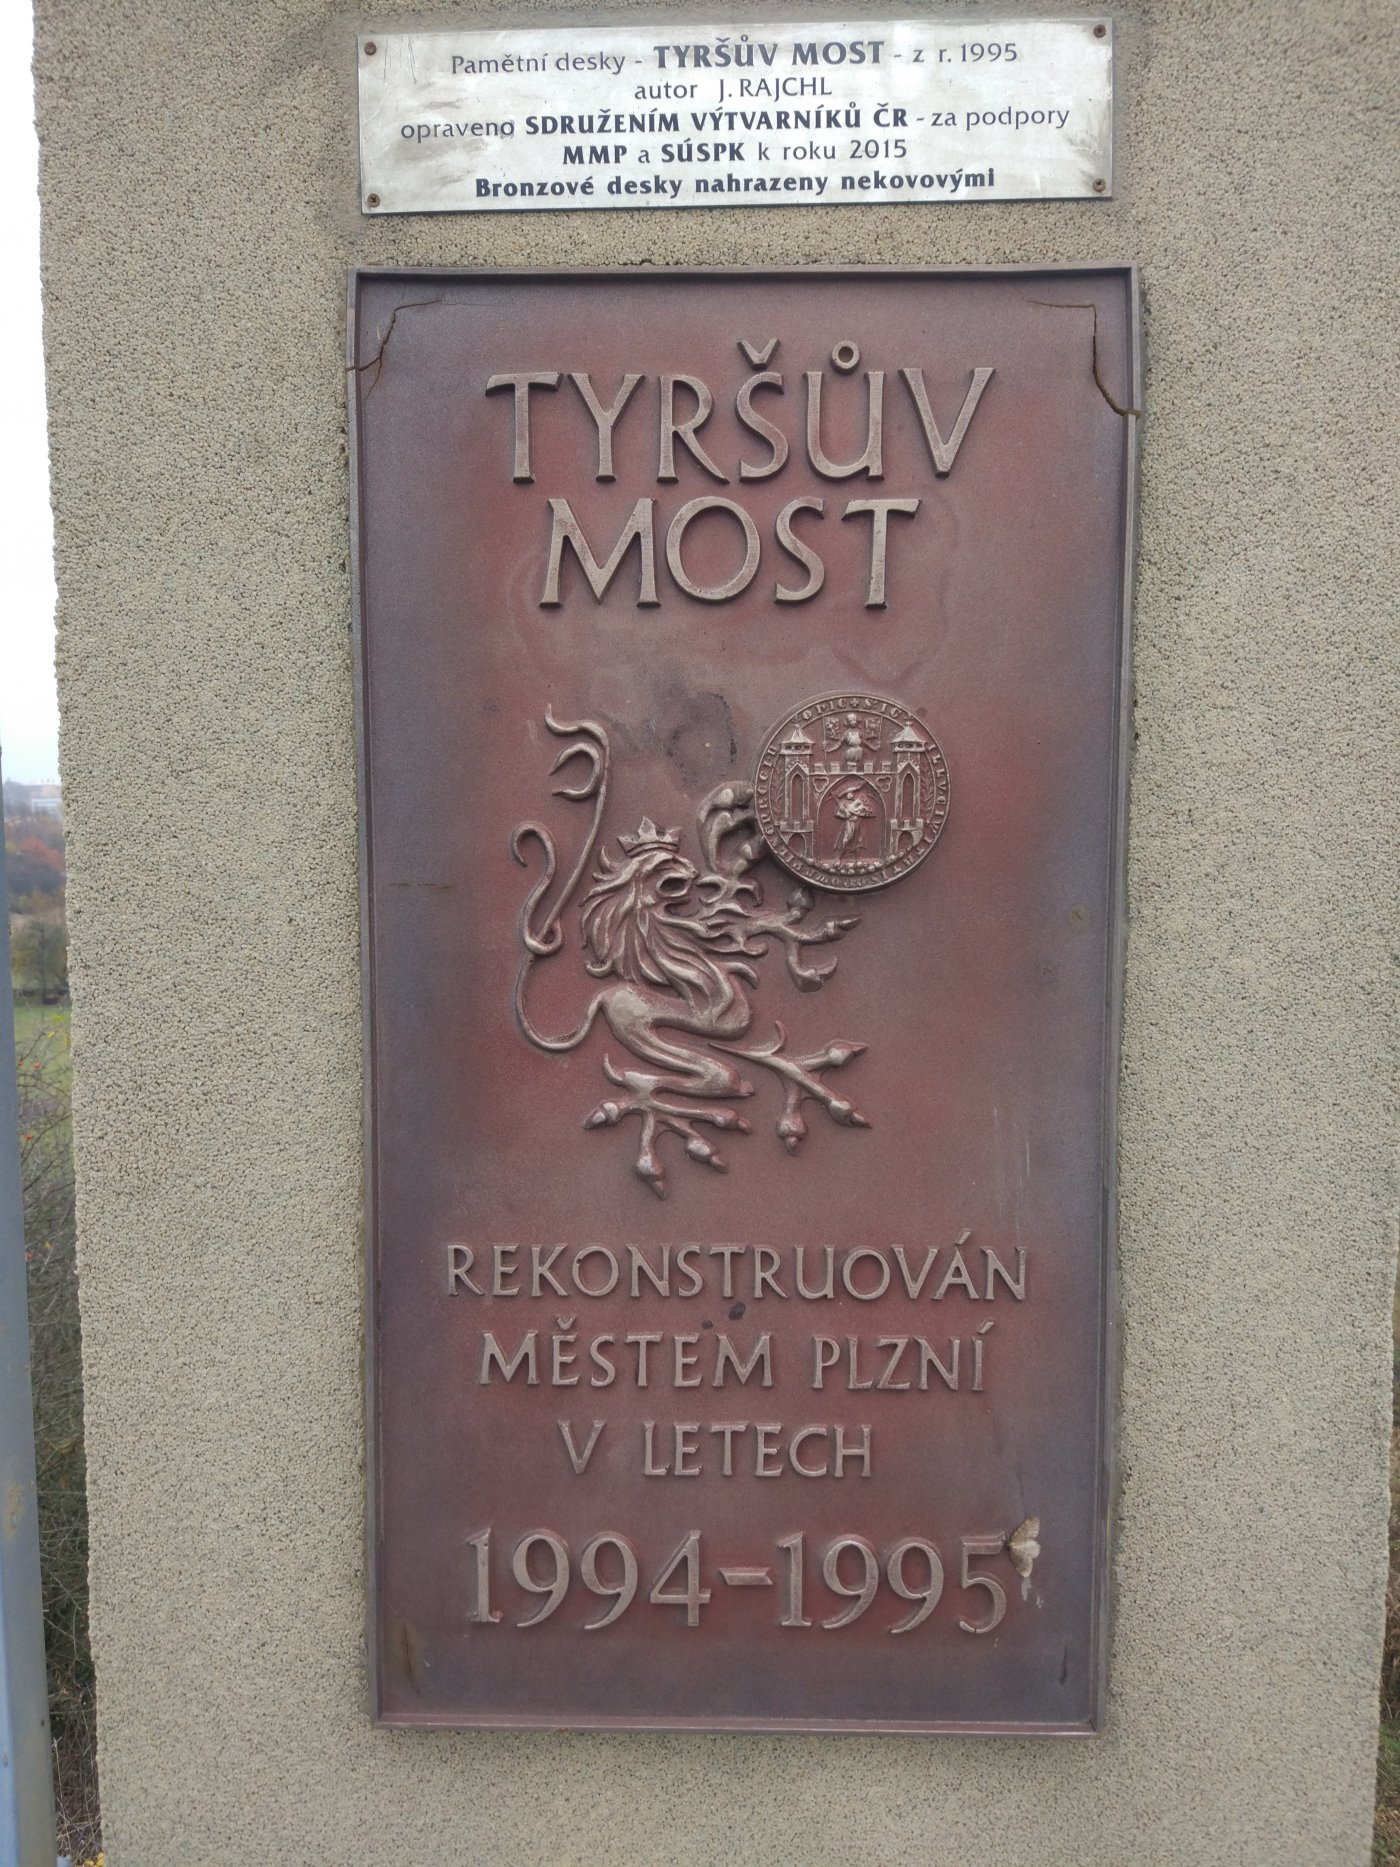 Pamětní desky - TYRŠŮV MOST - z r. 1995
autor J. RAJCHL
opraveno SDRUŽENÍM VÝTVARNÍKŮ ČR - za podpory
MMP a SÚSPK k roku 2015
Bronzové desky nahrazeny nekovovými
TYRŠŮV
MOST
REKONSTRUOVÁN
MĚSTEM PLZNÍ
V LETECH
1994-1995